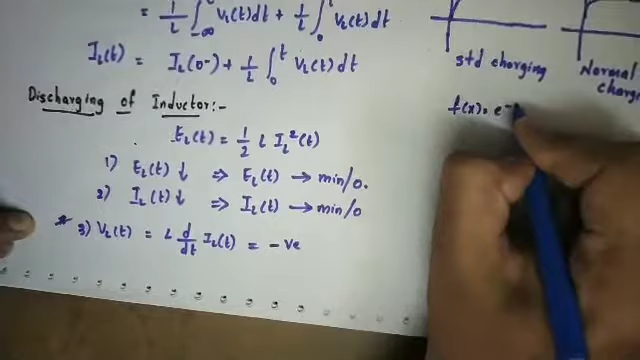 = 1/L ∫_{-∞}^{0} V_L(t)dt + 1/L ∫_0^t V_L(t)dt
I_L(t) = I_L(0-) + 1/L ∫_0^t V_L(t)dt
Discharging of Inductor:-
E_L(t) = 1/2 L I_L²(t)
1) E_L(t) ↓ ⇒ E_L(t) → min/0.
2) I_L(t) ↓ ⇒ I_L(t) → min/0
* 3) V_L(t) = L d/dt I_L(t) = -ve
std charging
Normal
f(x) = e^-